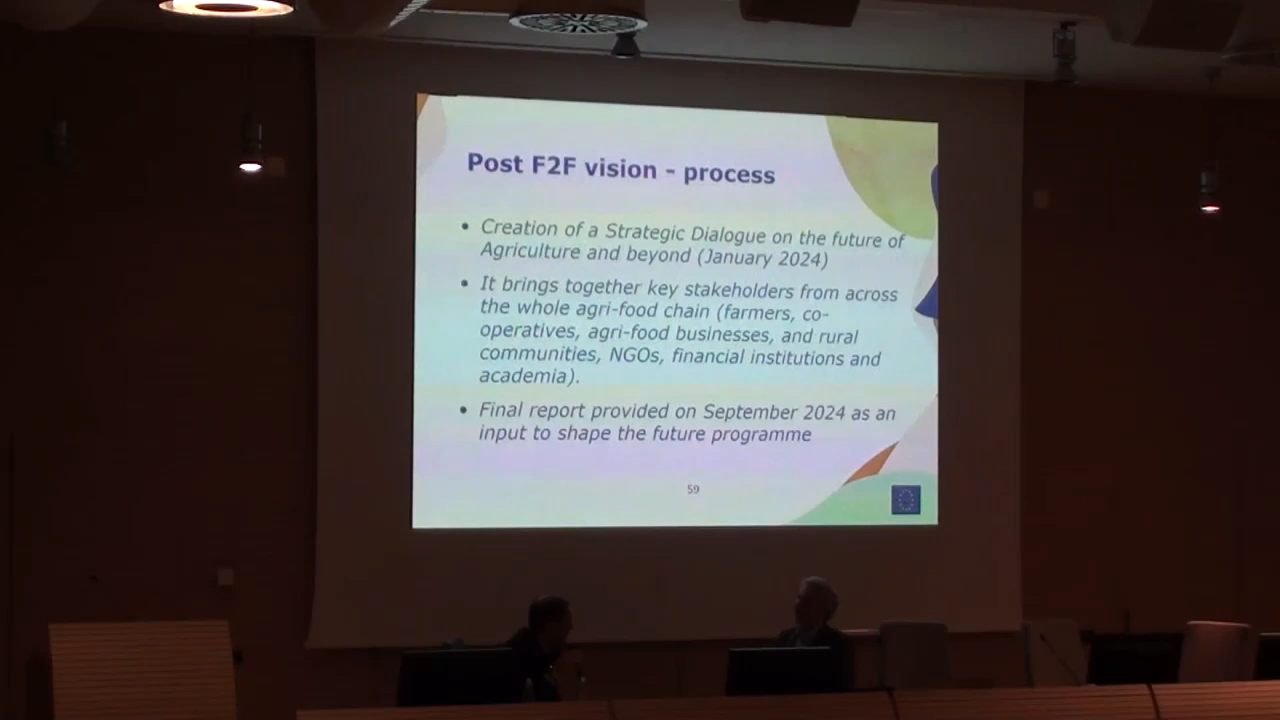 Post F2F vision - process
• Creation of a Strategic Dialogue on the future of
Agriculture and beyond (January 2024)
• It brings together key stakeholders from across
the whole agri-food chain (farmers, co-
operatives, agri-food businesses, and rural
communities, NGOs, financial institutions and
academia).
• Final report provided on September 2024 as an
input to shape the future programme
59